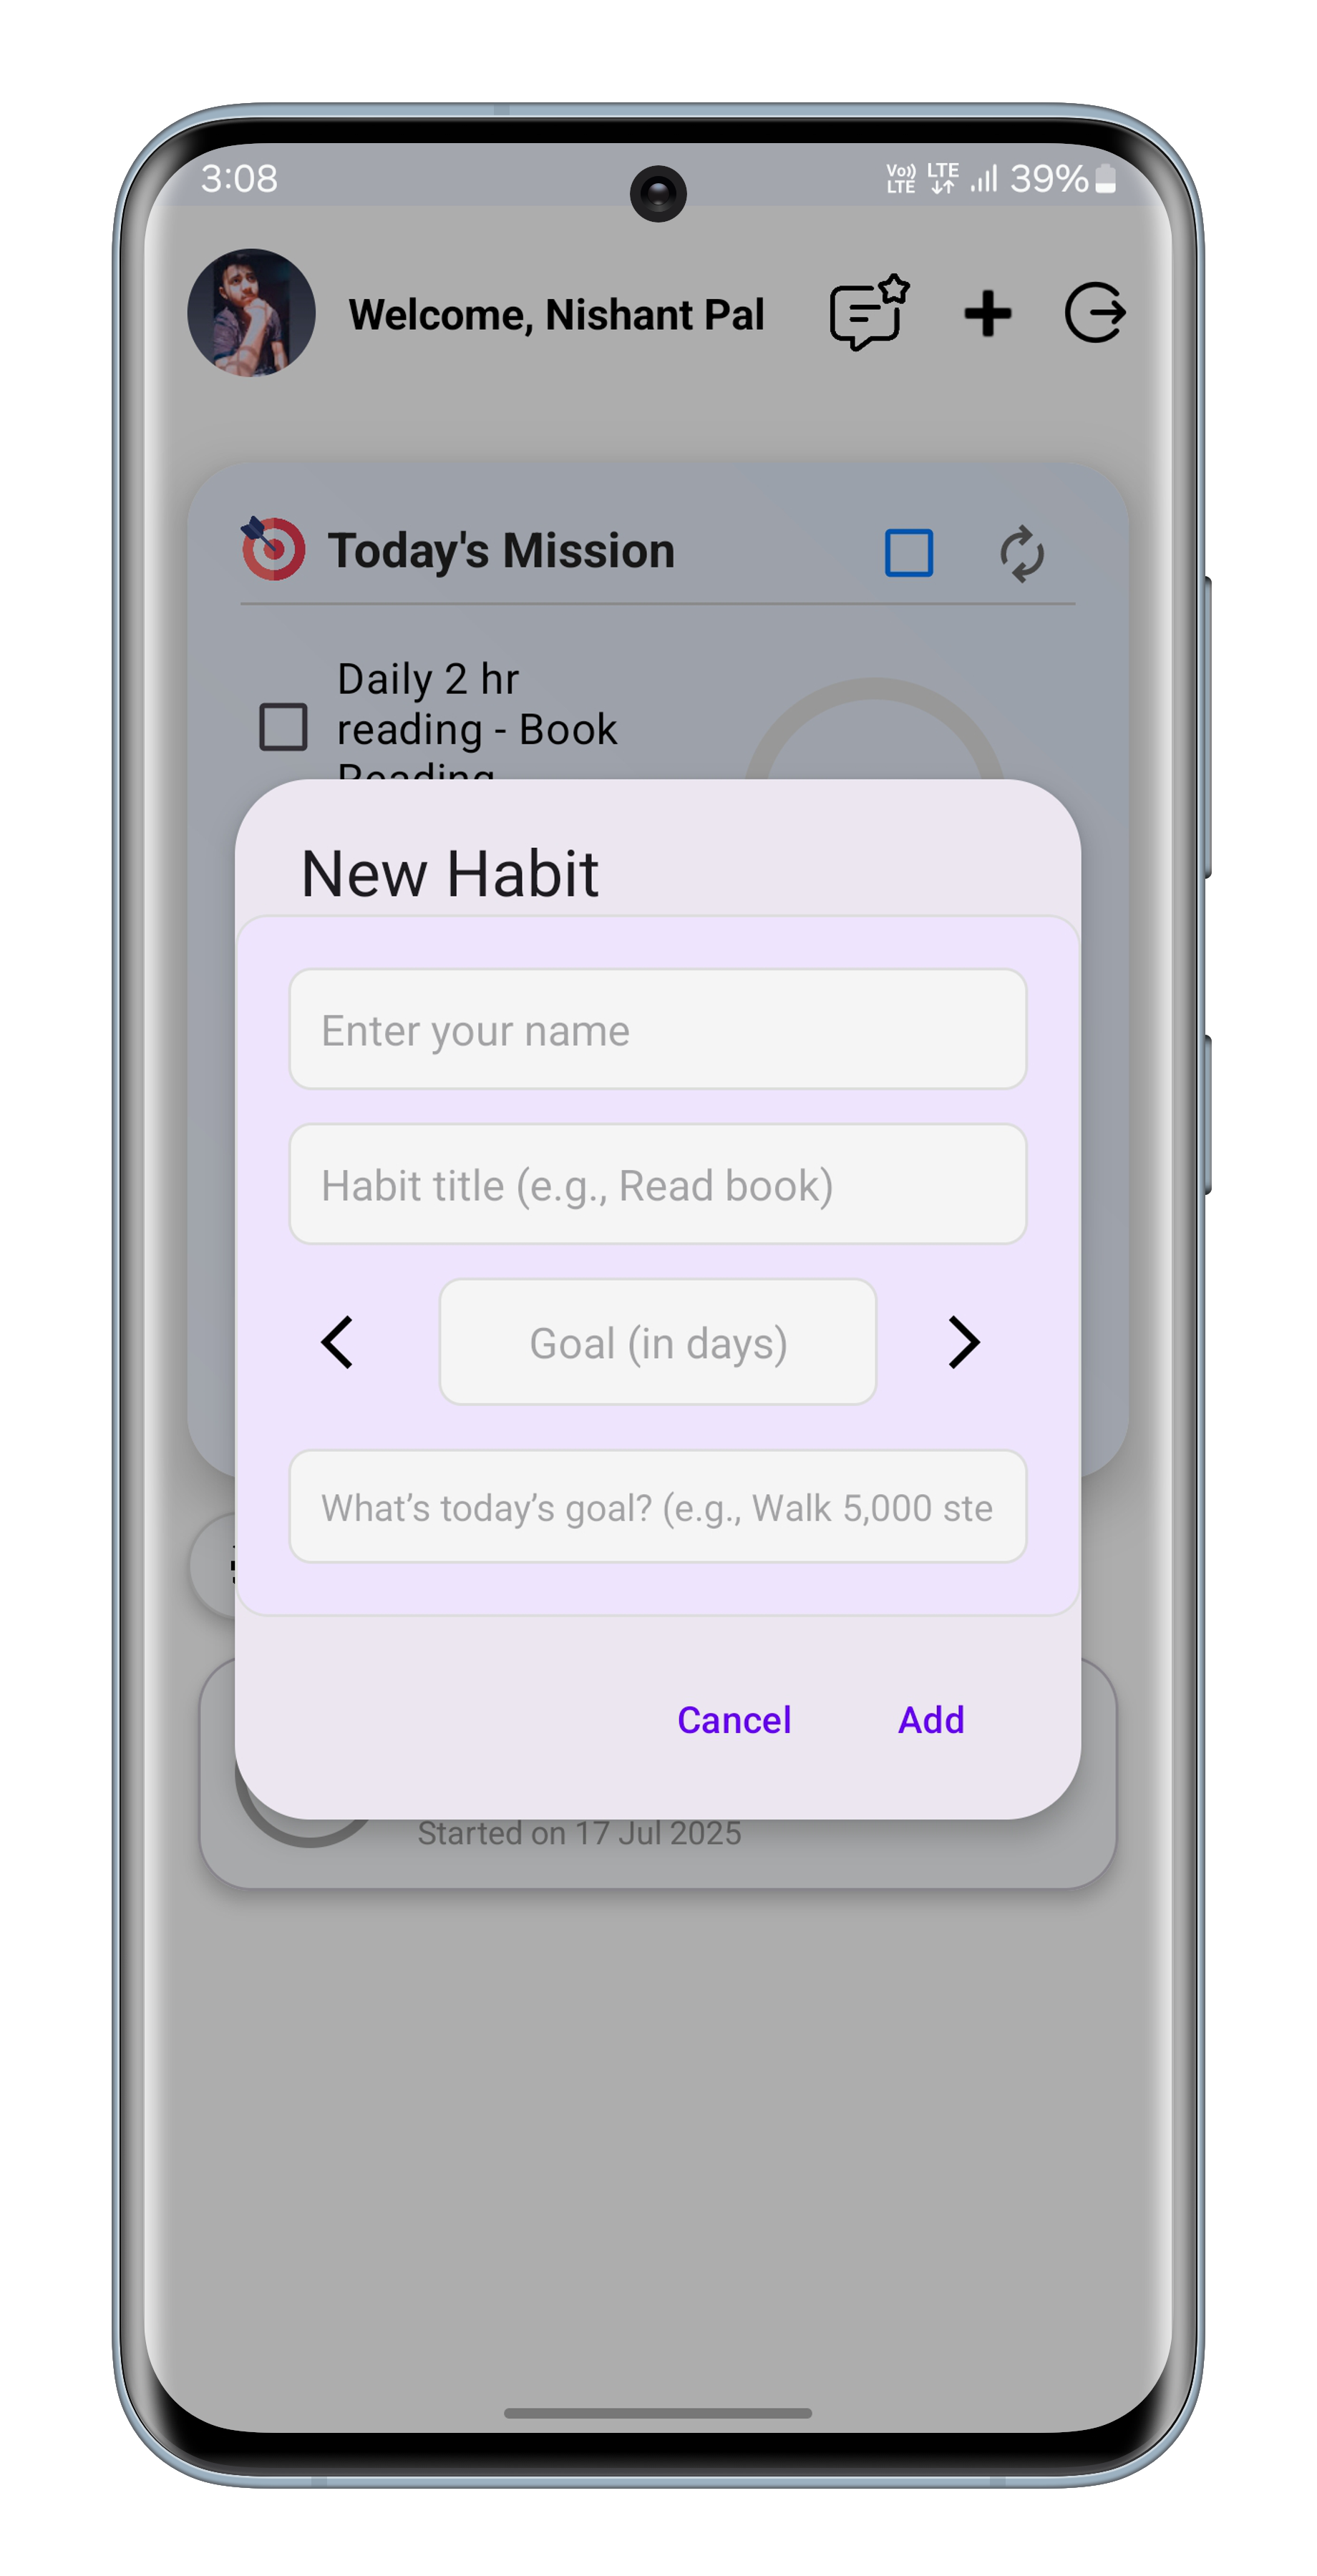 3:08
Vo)) LTE
LTE
39%
Welcome, Nishant Pal
Today's Mission
Daily 2 hr
reading - Book
Reading
New Habit
Enter your name
Habit title (e.g., Read book)
Goal (in days)
What’s today’s goal? (e.g., Walk 5,000 ste
Cancel
Add
Started on 17 Jul 2025